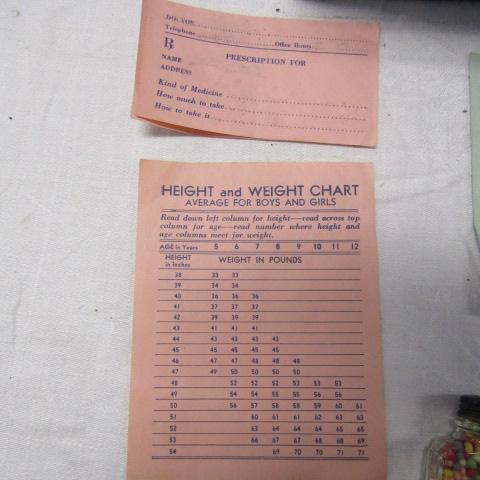 DOCTOR
Telephone Office Hours
℞ PRESCRIPTION FOR
NAME
ADDRESS
Kind of Medicine
How much to take
How to take it
HEIGHT and WEIGHT CHART
AVERAGE FOR BOYS AND GIRLS
Read down left column for height—read across top
column for age—read number where height and
age columns meet for weight.
AGE in Years 5 6 7 8 9 10 11 12
HEIGHT in Inches WEIGHT IN POUNDS
38 33 33
39 34 34
40 36 36 36
41 37 37 37
42 39 39 39
43 41 41 41
44 43 43 43 43
45 45 45 45 45
46 47 47 48 48 48
47 49 50 50 50 50
48 52 52 52 53 53 53
49 54 54 55 55 56 56
50 56 57 58 58 59 60 61
51 60 61 61 62 63 63
52 63 64 64 64 65 65
53 66 67 67 68 68 69
54 69 70 70 71 71